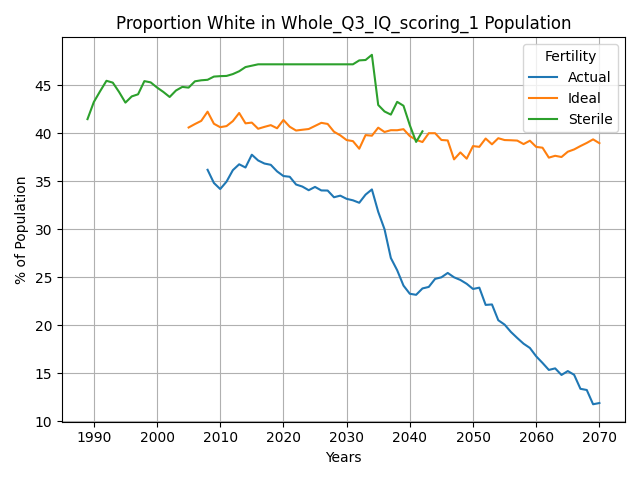 Proportion White in Whole_Q3_IQ_scoring_1 Population
Fertility
Actual
Ideal
Sterile
% of Population
45
40
35
30
25
20
15
10
1990 2000 2010 2020 2030 2040 2050 2060 2070
Years